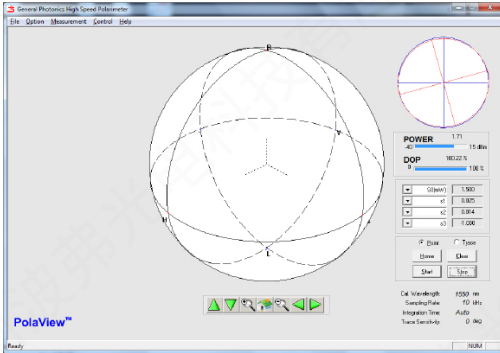 General Photonics High Speed Polarimeter
File Option Measurement Control Help
R
V
H
L
POWER 1.71
-40 15 dBm
DOP 100.22 %
0 100 %
S0(mW) 1.500
s1 0.025
s2 0.014
s3 -1.000
Pause Trace
Home Clear
Start Stop
Cal. Wavelength 1550 nm
Sampling Rate 10 kHz
Integration Time Auto
Trace Sensitivity 0 deg
PolaView™
Ready
NUM